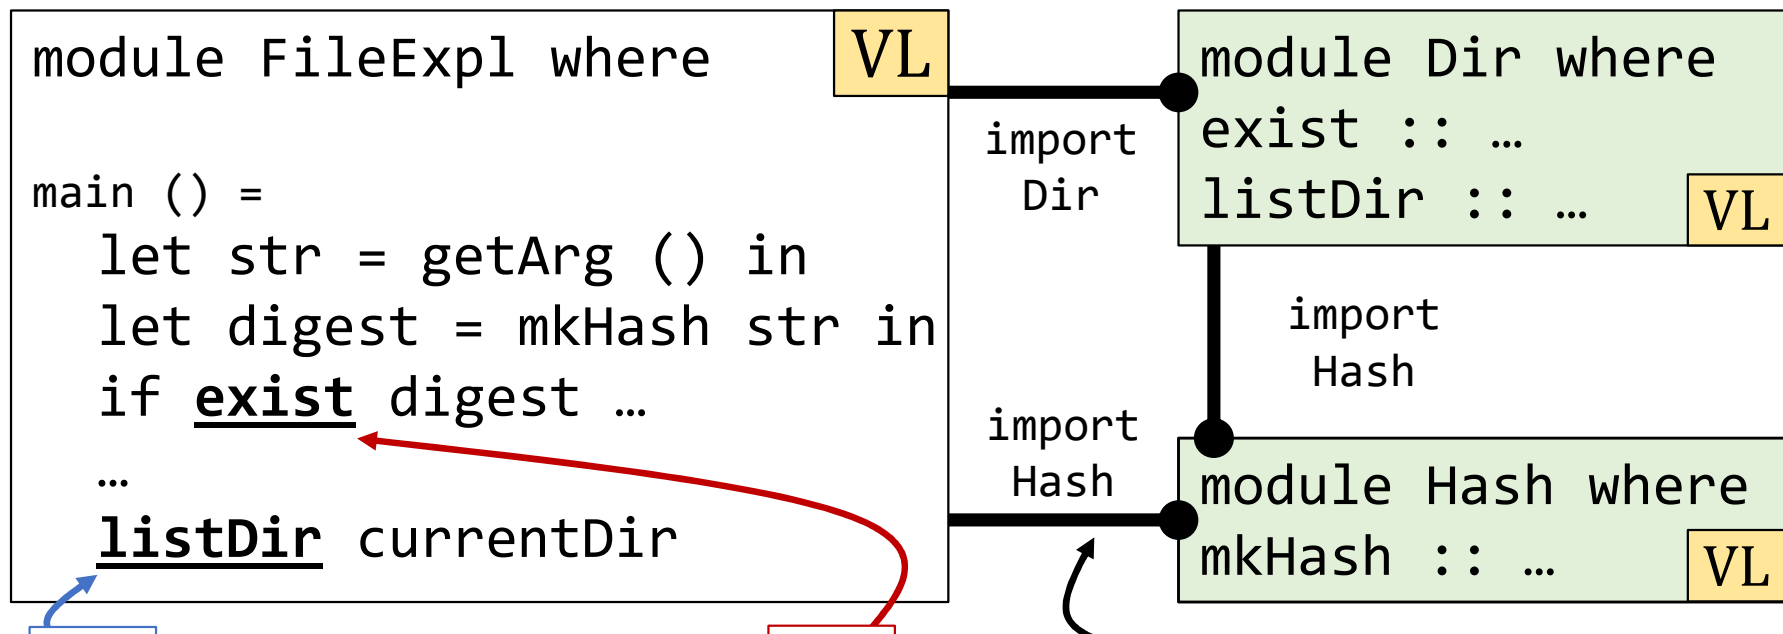 module FileExpl where
VL
main () =
let str = getArg () in
let digest = mkHash str in
if exist digest …
…
listDir currentDir
import
Dir
import
Hash
module Dir where
exist :: …
listDir :: …
VL
import
Hash
module Hash where
mkHash :: …
VL